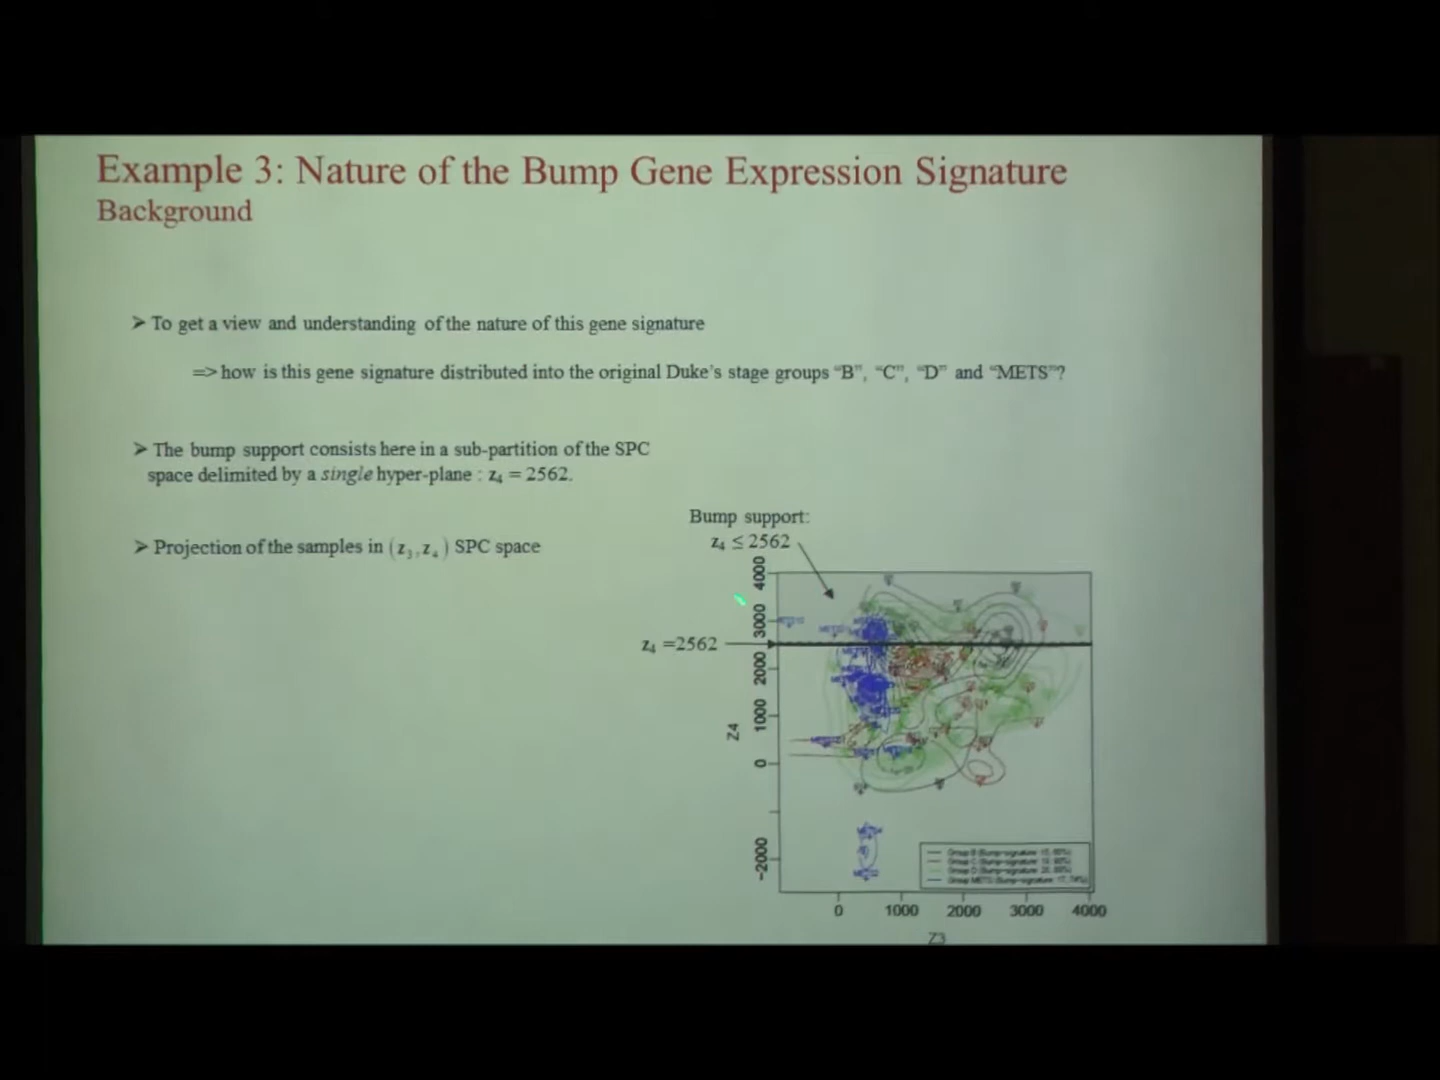 Example 3: Nature of the Bump Gene Expression Signature
Background
➢ To get a view and understanding of the nature of this gene signature
=> how is this gene signature distributed into the original Duke's stage groups "B", "C", "D" and "METS"?
➢ The bump support consists here in a sub-partition of the SPC
space delimited by a single hyper-plane : z4 = 2562.
➢ Projection of the samples in (z3,z4) SPC space
Bump support:
z4 ≤ 2562
z4 =2562
4000
3000
2000
1000
0
-2000
Z4
0 1000 2000 3000 4000
Z3